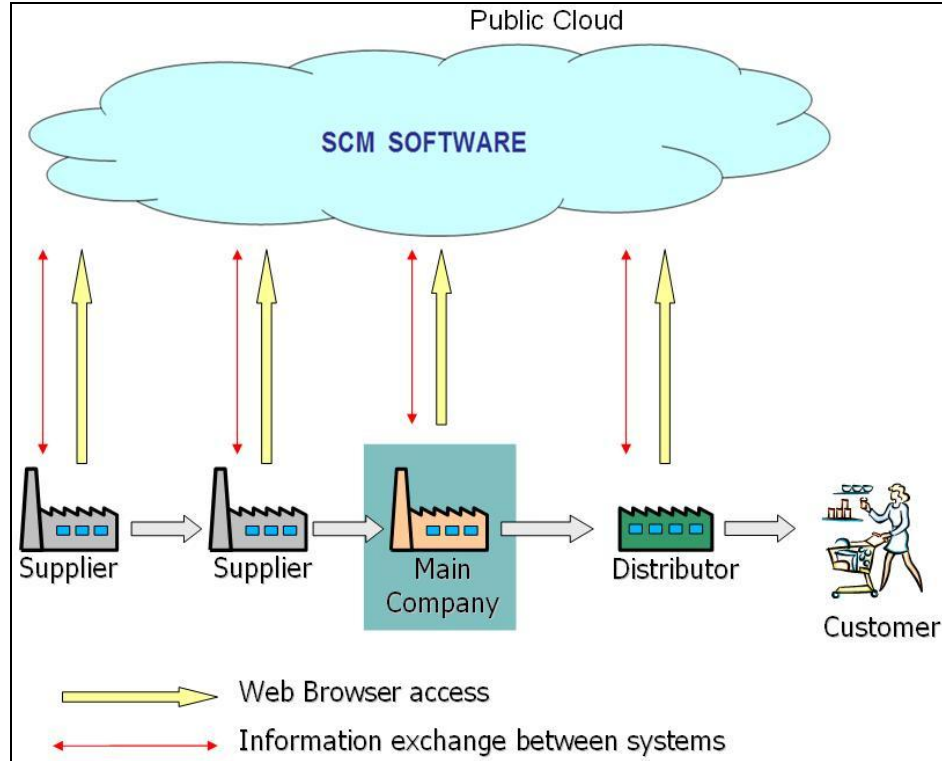 Public Cloud
SCM SOFTWARE
Supplier
Supplier
Main
Company
Distributor
Customer
Web Browser access
Information exchange between systems